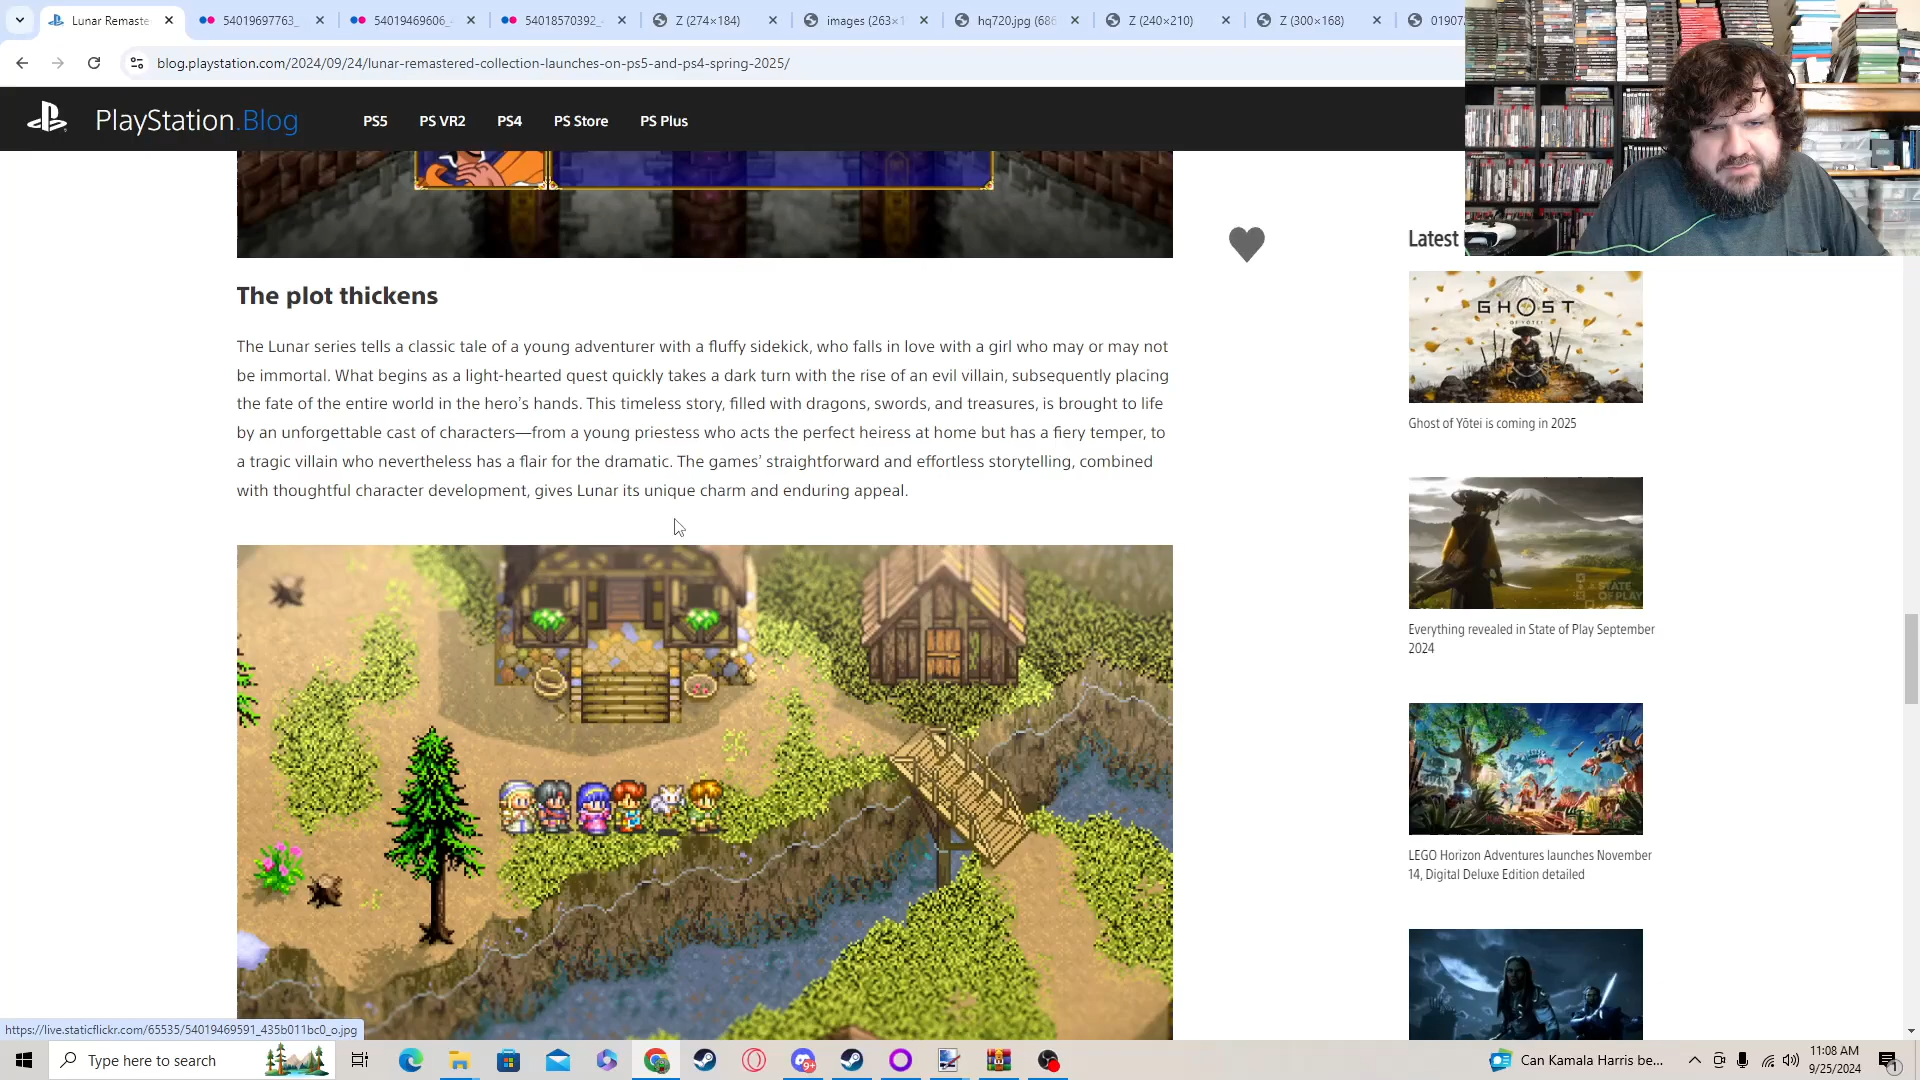 Lunar Remaste
54019697763_
54019469606_
54018570392_
Z (274×184)
images (263×1
hq720.jpg (686
Z (240×210)
Z (300×168)
01907
blog.playstation.com/2024/09/24/lunar-remastered-collection-launches-on-ps5-and-ps4-spring-2025/
PlayStation.Blog
PS5
PS VR2
PS4
PS Store
PS Plus
The plot thickens
The Lunar series tells a classic tale of a young adventurer with a fluffy sidekick, who falls in love with a girl who may or may not
be immortal. What begins as a light-hearted quest quickly takes a dark turn with the rise of an evil villain, subsequently placing
the fate of the entire world in the hero's hands. This timeless story, filled with dragons, swords, and treasures, is brought to life
by an unforgettable cast of characters—from a young priestess who acts the perfect heiress at home but has a fiery temper, to
a tragic villain who nevertheless has a flair for the dramatic. The games' straightforward and effortless storytelling, combined
with thoughtful character development, gives Lunar its unique charm and enduring appeal.
Latest
GHOST
OF YŌTEI
Ghost of Yōtei is coming in 2025
STATE
OF PLAY
Everything revealed in State of Play September
2024
LEGO Horizon Adventures launches November
14, Digital Deluxe Edition detailed
https://live.staticflickr.com/65535/54019469591_435b011bc0_o.jpg
Type here to search
9+
Can Kamala Harris be...
11:08 AM
9/25/2024
1